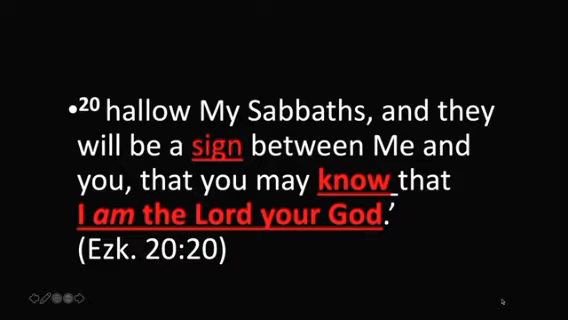 •20 hallow My Sabbaths, and they
will be a sign between Me and
you, that you may know that
I am the Lord your God.’
(Ezk. 20:20)